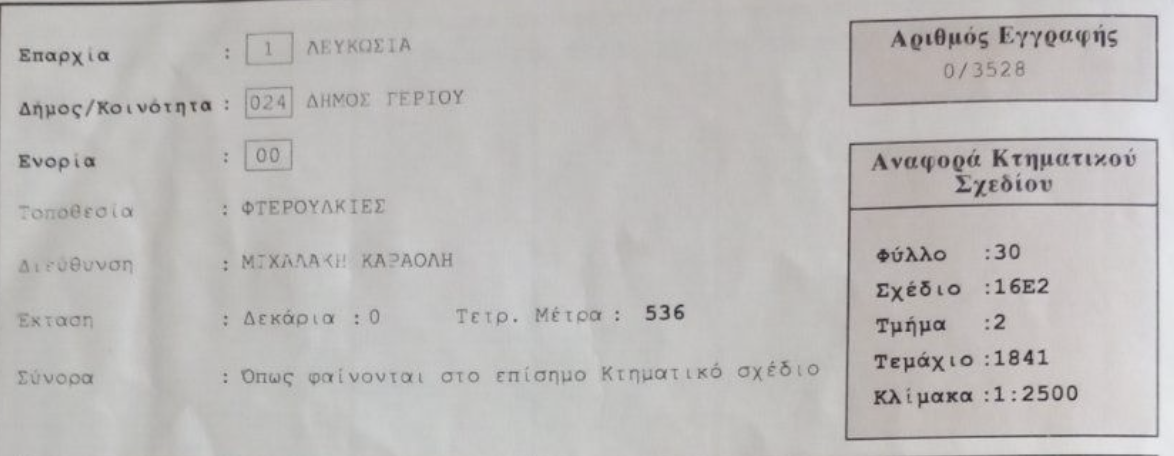 Επαρχία : 1 ΛΕΥΚΩΣΙΑ
Δήμος/Κοινότητα : 024 ΔΗΜΟΣ ΓΕΡΙΟΥ
Ενορία : 00
Τοποθεσία : ΦΤΕΡΟΥΛΚΙΕΣ
Διεύθυνση : ΜΙΧΑΛΑΚΗ ΚΑΡΑΟΛΗ
Έκταση : Δεκάρια : 0 Τετρ. Μέτρα : 536
Σύνορα : Όπως φαίνονται στο επίσημο Κτηματικό σχέδιο
Αριθμός Εγγραφής
0/3528
Αναφορά Κτηματικού
Σχεδίου
Φύλλο :30
Σχέδιο :16E2
Τμήμα :2
Τεμάχιο :1841
Κλίμακα :1:2500